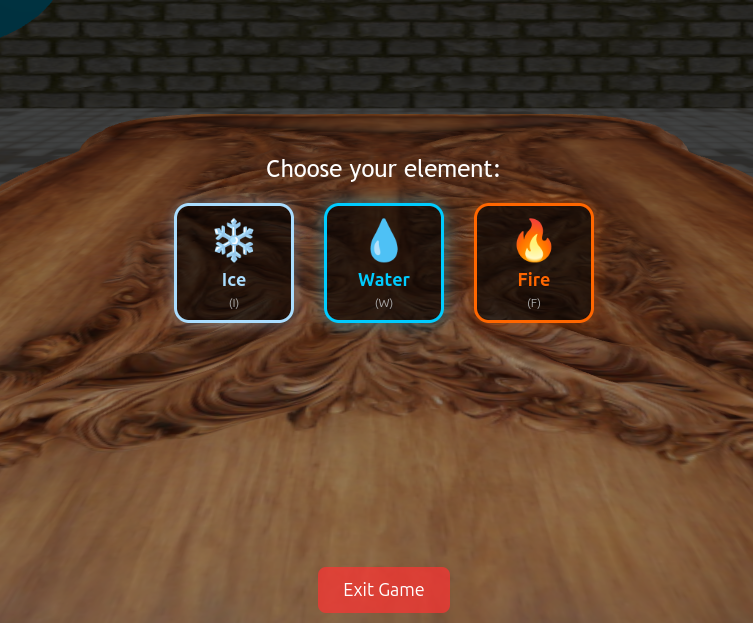 Choose your element:
Ice
Water
Fire
(I)
(W)
(F)
Exit Game